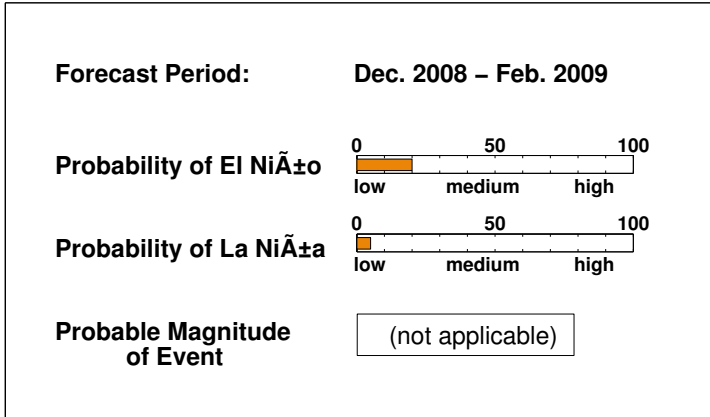 Forecast Period: Dec. 2008 – Feb. 2009
0 50 100
Probability of El NiÃ±o
low medium high
0 50 100
Probability of La NiÃ±a
low medium high
Probable Magnitude
of Event
(not applicable)